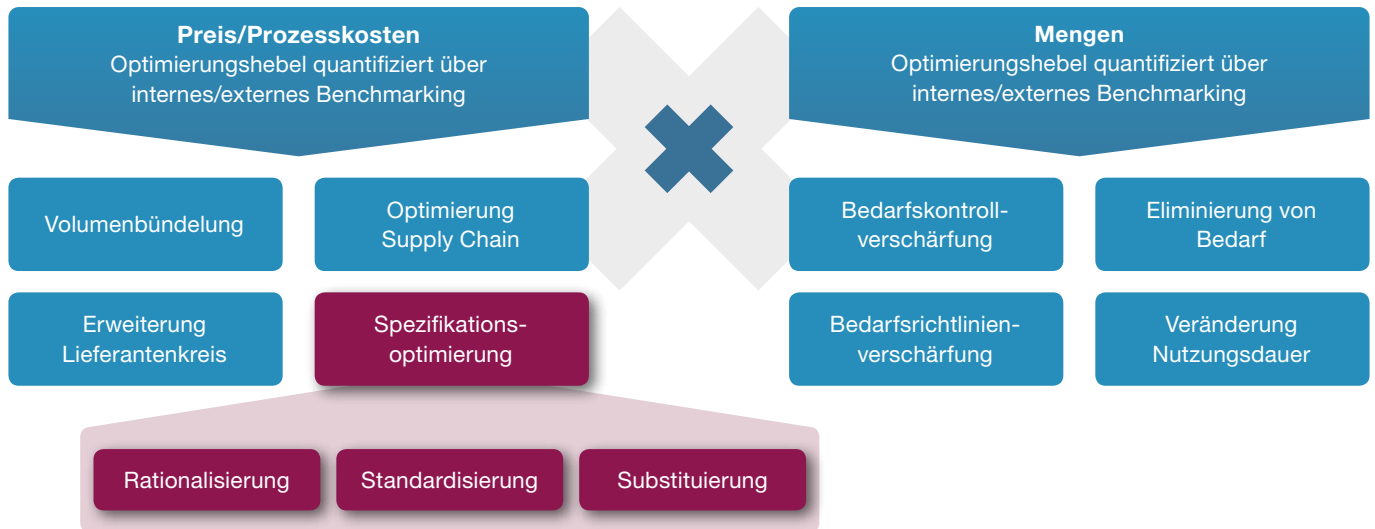 Preis/Prozesskosten
Optimierungshebel quantifiziert über
internes/externes Benchmarking
Mengen
Optimierungshebel quantifiziert über
internes/externes Benchmarking
Volumenbündelung
Optimierung
Supply Chain
Bedarfskontroll-
verschärfung
Eliminierung von
Bedarf
Erweiterung
Lieferantenkreis
Spezifikations-
optimierung
Bedarfsrichtlinien-
verschärfung
Veränderung
Nutzungsdauer
Rationalisierung
Standardisierung
Substituierung